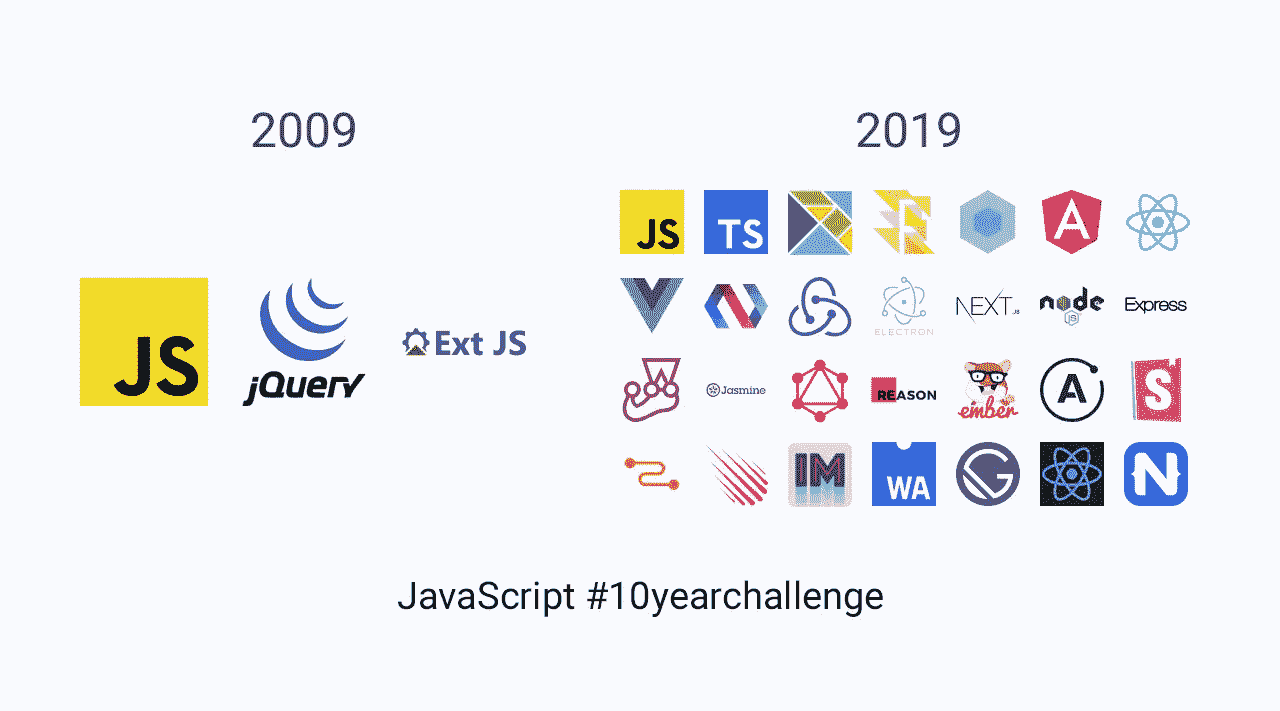 2009
2019
JS
jQuery
Ext JS
JS
TS
F
A
N
ELECTRON
NEXT.JS
node
JS
Express
Jasmine
REASON
ember
A
S
IM
WA
G
N
JavaScript #10yearchallenge